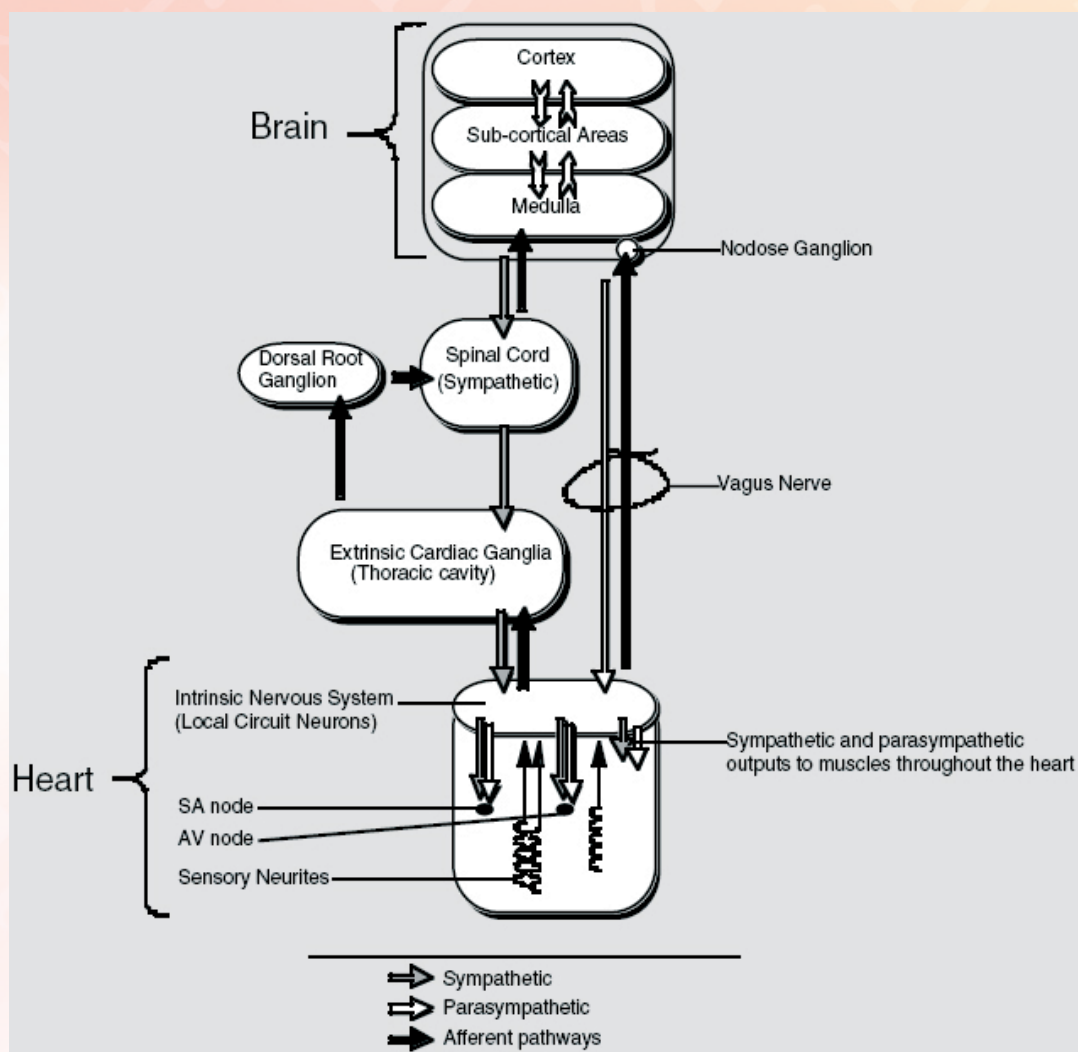 Brain
Cortex
Sub-cortical Areas
Medulla
Nodose Ganglion
Dorsal Root
Ganglion
Spinal Cord
(Sympathetic)
Vagus Nerve
Extrinsic Cardiac Ganglia
(Thoracic cavity)
Heart
Intrinsic Nervous System
(Local Circuit Neurons)
Sympathetic and parasympathetic
outputs to muscles throughout the heart
SA node
AV node
Sensory Neurites
Sympathetic
Parasympathetic
Afferent pathways